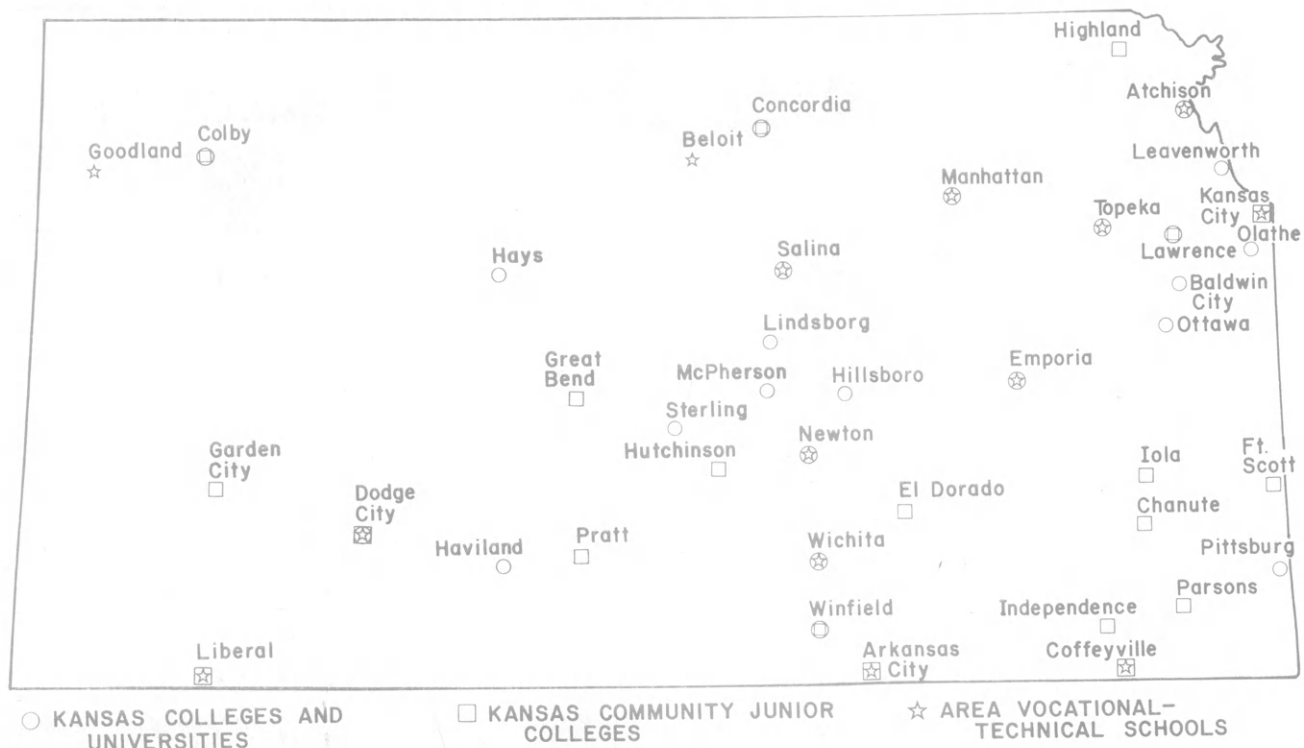 Highland
Atchison
Concordia
Colby
Beloit
Goodland
Leavenworth
Manhattan
Kansas
City
Topeka
Olathe
Lawrence
Hays
Salina
Baldwin
City
Ottawa
Lindsborg
Great
Bend
McPherson
Hillsboro
Emporia
Sterling
Newton
Hutchinson
Garden
City
Iola
Ft.
Scott
Dodge
City
El Dorado
Chanute
Haviland
Pratt
Wichita
Pittsburg
Parsons
Winfield
Independence
Liberal
Arkansas
City
Coffeyville
KANSAS COLLEGES AND
UNIVERSITIES
KANSAS COMMUNITY JUNIOR
COLLEGES
AREA VOCATIONAL-
TECHNICAL SCHOOLS